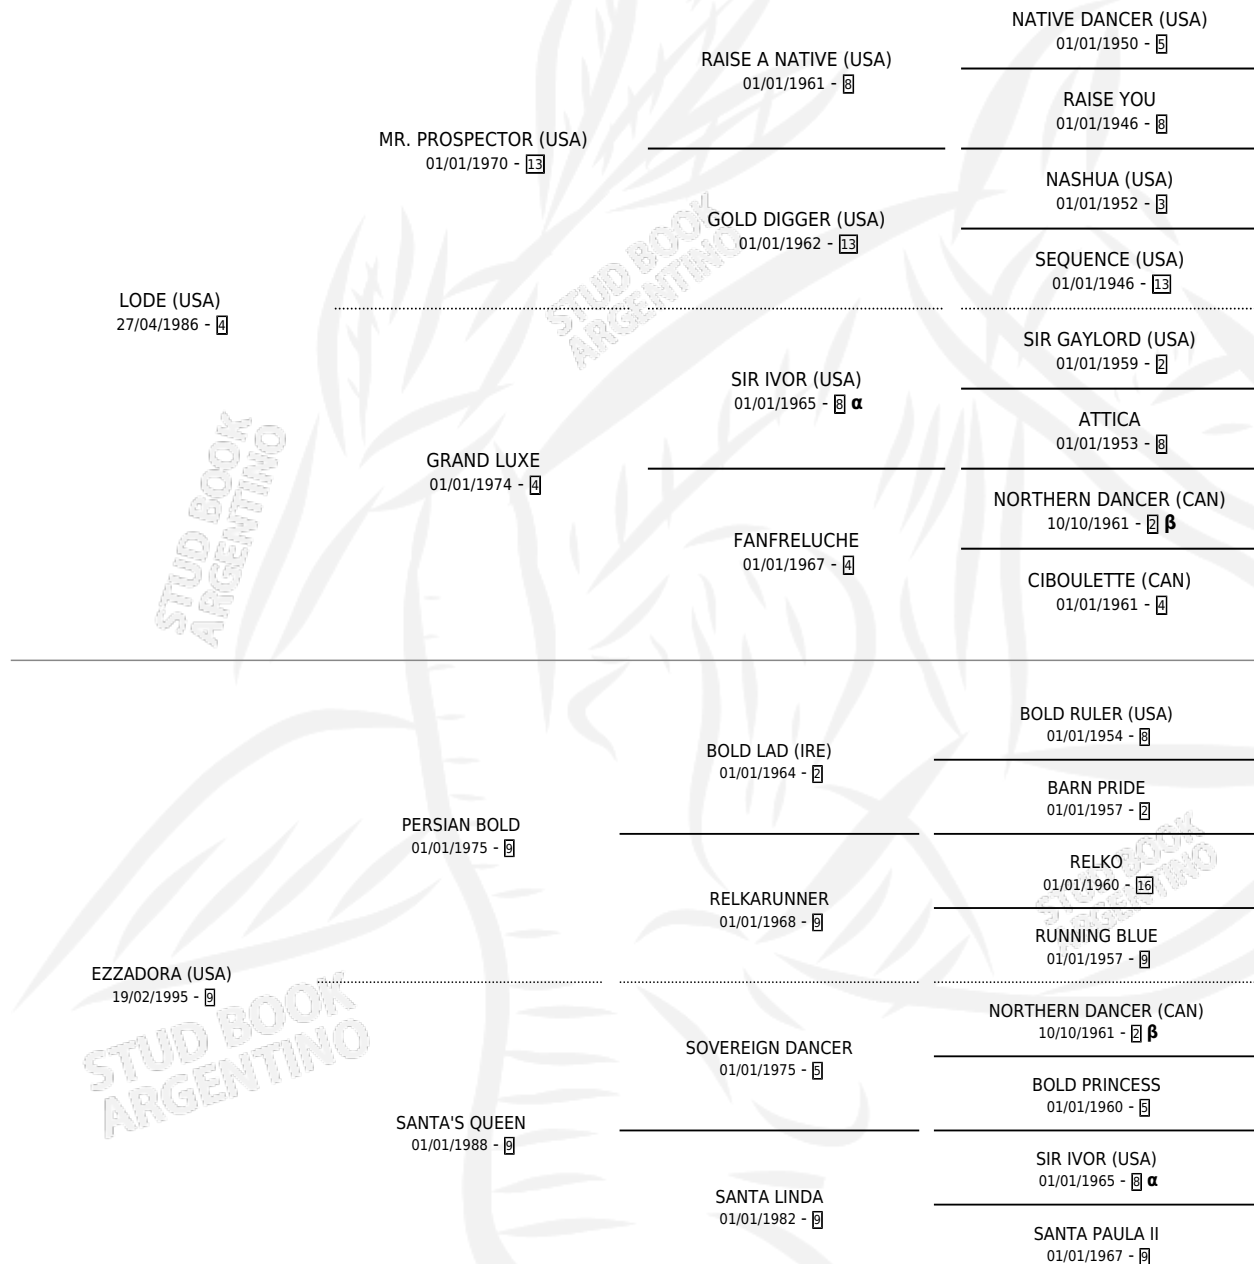 NATIVE DANCER (USA)
01/01/1950 - 5
RAISE A NATIVE (USA)
01/01/1961 - 8
RAISE YOU
01/01/1946 - 8
MR. PROSPECTOR (USA)
01/01/1970 - 13
NASHUA (USA)
01/01/1952 - 3
GOLD DIGGER (USA)
01/01/1962 - 13
SEQUENCE (USA)
01/01/1946 - 13
STUD BOOK
ARGENTINO
LODE (USA)
27/04/1986 - 4
SIR GAYLORD (USA)
01/01/1959 - 2
SIR IVOR (USA)
01/01/1965 - 8 α
ATTICA
01/01/1953 - 8
GRAND LUXE
01/01/1974 - 4
NORTHERN DANCER (CAN)
10/10/1961 - 2 β
FANFRELUCHE
01/01/1967 - 4
CIBOULETTE (CAN)
01/01/1961 - 4
STUD BOOK
ARGENTINO
BOLD RULER (USA)
01/01/1954 - 8
BOLD LAD (IRE)
01/01/1964 - 2
BARN PRIDE
01/01/1957 - 2
PERSIAN BOLD
01/01/1975 - 9
RELKO
01/01/1960 - 16
STUD BOOK
ARGENTINO
RELKARUNNER
01/01/1968 - 9
RUNNING BLUE
01/01/1957 - 9
EZZADORA (USA)
19/02/1995 - 9
STUD BOOK
ARGENTINO
NORTHERN DANCER (CAN)
10/10/1961 - 2 β
SOVEREIGN DANCER
01/01/1975 - 5
BOLD PRINCESS
01/01/1960 - 5
SANTA'S QUEEN
01/01/1988 - 9
SIR IVOR (USA)
01/01/1965 - 8 α
SANTA LINDA
01/01/1982 - 9
SANTA PAULA II
01/01/1967 - 9